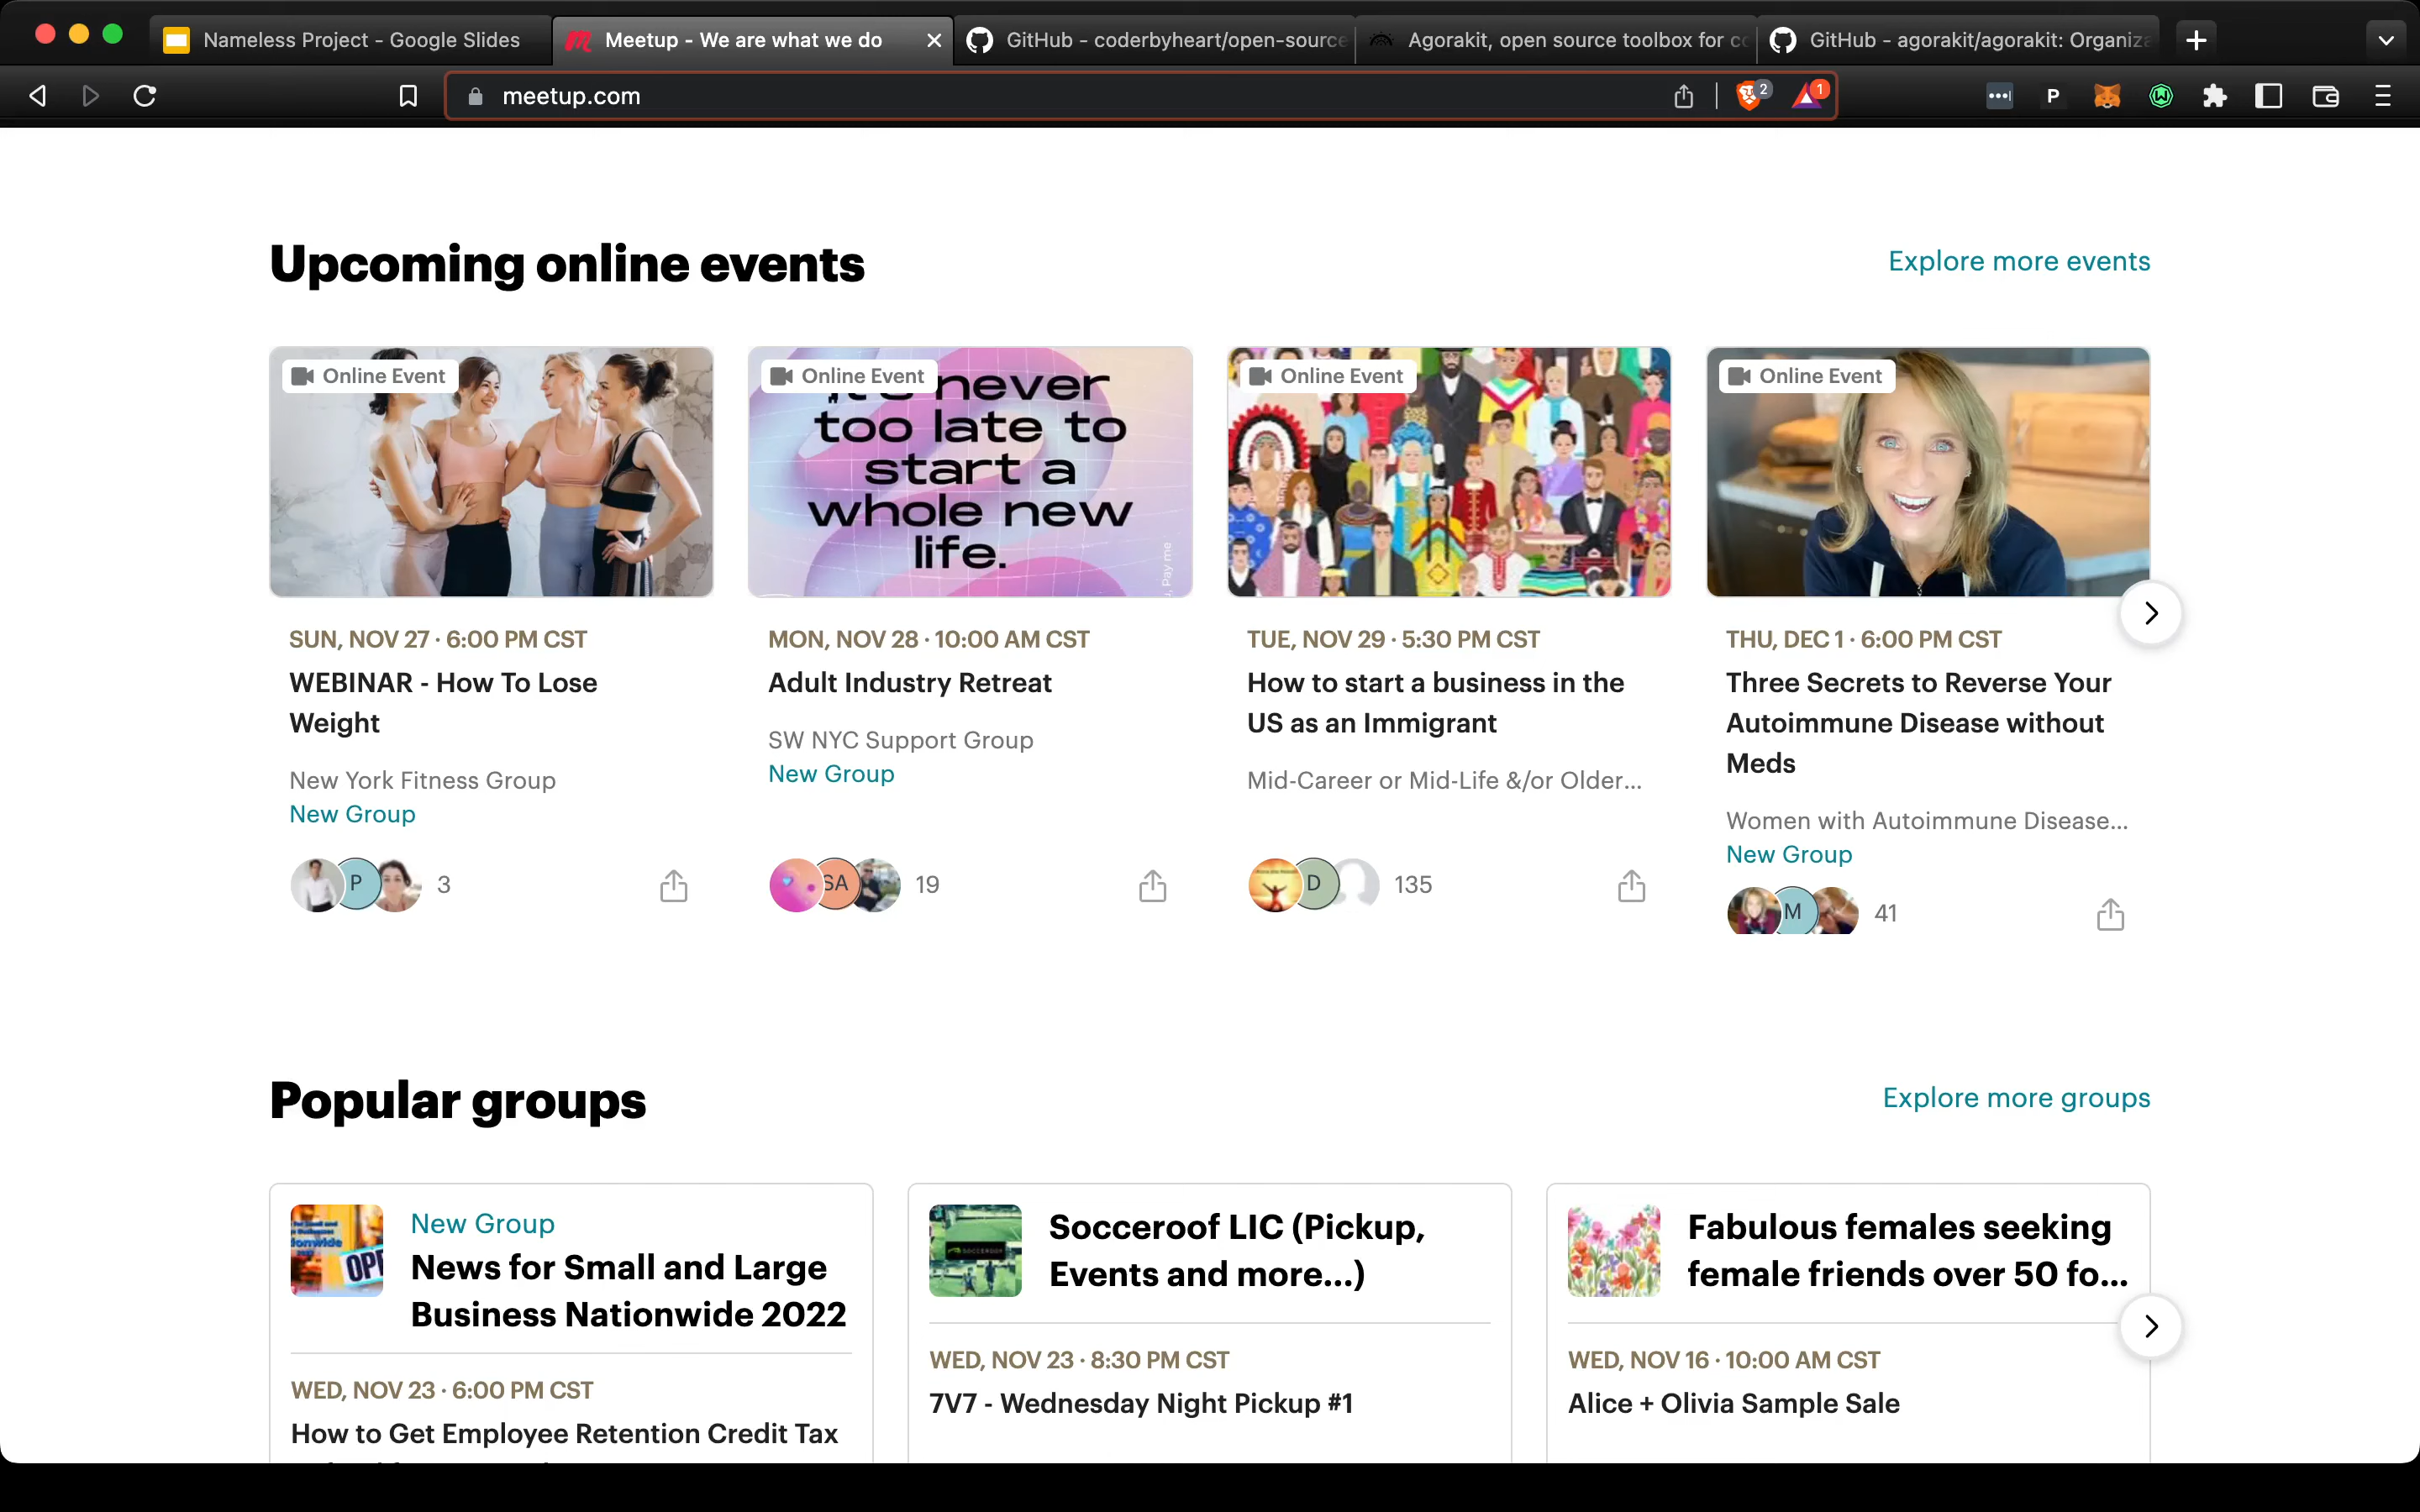 Nameless Project - Google Slides
Meetup - We are what we do
GitHub - coderbyheart/open-source
Agorakit, open source toolbox for
GitHub - agorakit/agorakit:
meetup.com
2
1
P
Upcoming online events
Explore more events
Online Event
Online Event
Online Event
Online Event
never
too late to
start a
whole new
life.
Pay me
SUN, NOV 27 · 6:00 PM CST
WEBINAR - How To Lose
Weight
New York Fitness Group
New Group
P
3
MON, NOV 28 · 10:00 AM CST
Adult Industry Retreat
SW NYC Support Group
New Group
SA
19
TUE, NOV 29 · 5:30 PM CST
How to start a business in the
US as an Immigrant
Mid-Career or Mid-Life &/or Older...
D
135
THU, DEC 1 · 6:00 PM CST
Three Secrets to Reverse Your
Autoimmune Disease without
Meds
Women with Autoimmune Disease...
New Group
M
41
Popular groups
Explore more groups
New Group
News for Small and Large
Business Nationwide 2022
WED, NOV 23 · 6:00 PM CST
How to Get Employee Retention Credit Tax
SOCCEROOF
Socceroof LIC (Pickup,
Events and more...)
WED, NOV 23 · 8:30 PM CST
7V7 - Wednesday Night Pickup #1
Fabulous females seeking
female friends over 50 fo...
WED, NOV 16 · 10:00 AM CST
Alice + Olivia Sample Sale